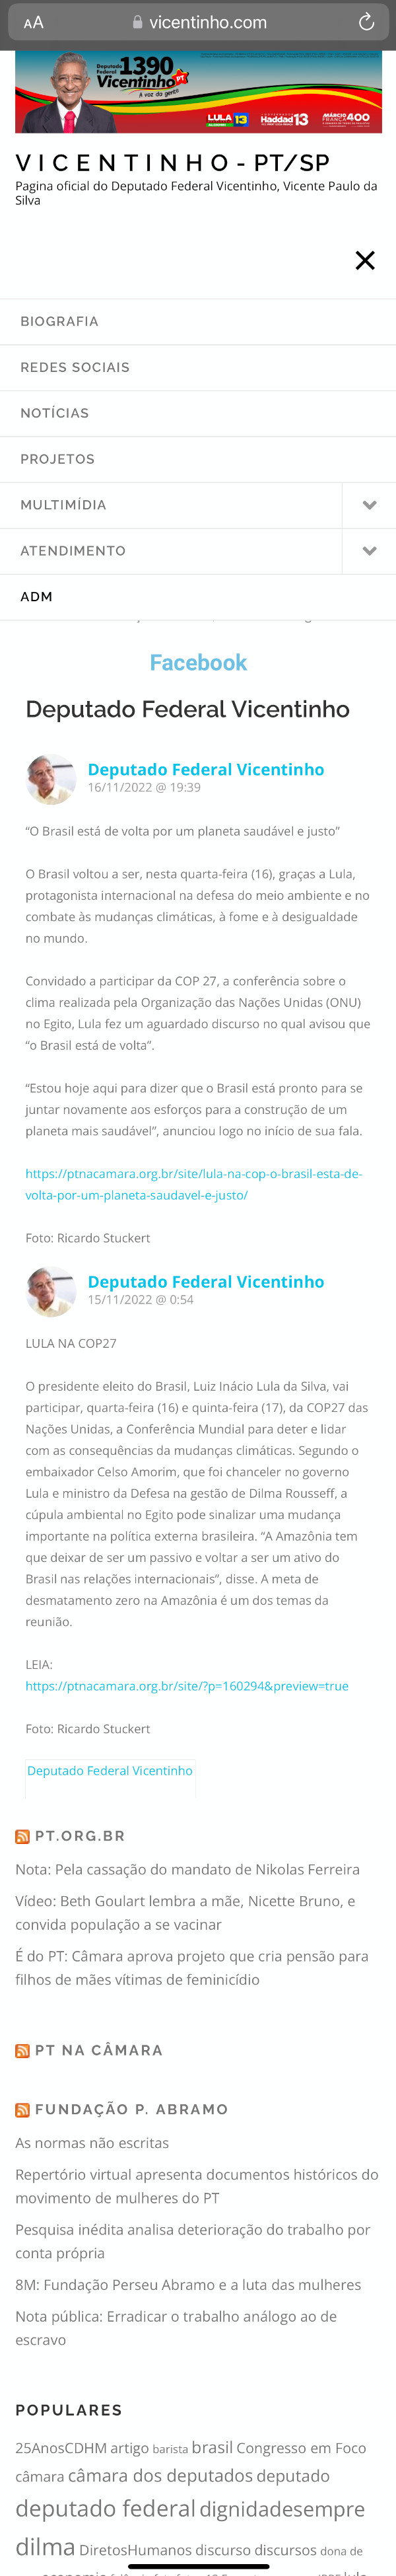 AA vicentinho.com
Deputado Federal 1390
Vicentinho PT
A voz da gente
LULA 13 Haddad 13 MÁRCIO FRANÇA 400
VICENTINHO-PT/SP
Pagina oficial do Deputado Federal Vicentinho, Vicente Paulo da
Silva
BIOGRAFIA
REDES SOCIAIS
NOTÍCIAS
PROJETOS
MULTIMÍDIA
ATENDIMENTO
ADM
Facebook
Deputado Federal Vicentinho
Deputado Federal Vicentinho
16/11/2022 @ 19:39
“O Brasil está de volta por um planeta saudável e justo”
O Brasil voltou a ser, nesta quarta-feira (16), graças a Lula,
protagonista internacional na defesa do meio ambiente e no
combate às mudanças climáticas, à fome e à desigualdade
no mundo.
Convidado a participar da COP 27, a conferência sobre o
clima realizada pela Organização das Nações Unidas (ONU)
no Egito, Lula fez um aguardado discurso no qual avisou que
“o Brasil está de volta”.
“Estou hoje aqui para dizer que o Brasil está pronto para se
juntar novamente aos esforços para a construção de um
planeta mais saudável”, anunciou logo no início de sua fala.
https://ptnacamara.org.br/site/lula-na-cop-o-brasil-esta-de-
volta-por-um-planeta-saudavel-e-justo/
Foto: Ricardo Stuckert
Deputado Federal Vicentinho
15/11/2022 @ 0:54
LULA NA COP27
O presidente eleito do Brasil, Luiz Inácio Lula da Silva, vai
participar, quarta-feira (16) e quinta-feira (17), da COP27 das
Nações Unidas, a Conferência Mundial para deter e lidar
com as consequências da mudanças climáticas. Segundo o
embaixador Celso Amorim, que foi chanceler no governo
Lula e ministro da Defesa na gestão de Dilma Rousseff, a
cúpula ambiental no Egito pode sinalizar uma mudança
importante na política externa brasileira. “A Amazônia tem
que deixar de ser um passivo e voltar a ser um ativo do
Brasil nas relações internacionais”, disse. A meta de
desmatamento zero na Amazônia é um dos temas da
reunião.
LEIA:
https://ptnacamara.org.br/site/?p=160294&preview=true
Foto: Ricardo Stuckert
Deputado Federal Vicentinho
PT.ORG.BR
Nota: Pela cassação do mandato de Nikolas Ferreira
Vídeo: Beth Goulart lembra a mãe, Nicette Bruno, e
convida população a se vacinar
É do PT: Câmara aprova projeto que cria pensão para
filhos de mães vítimas de feminicídio
PT NA CÂMARA
FUNDAÇÃO P. ABRAMO
As normas não escritas
Repertório virtual apresenta documentos históricos do
movimento de mulheres do PT
Pesquisa inédita analisa deterioração do trabalho por
conta própria
8M: Fundação Perseu Abramo e a luta das mulheres
Nota pública: Erradicar o trabalho análogo ao de
escravo
POPULARES
25AnosCDHM artigo barista brasil Congresso em Foco
câmara câmara dos deputados deputado
deputado federal dignidadesempre
dilma DiretosHumanos discurso discursos dona de